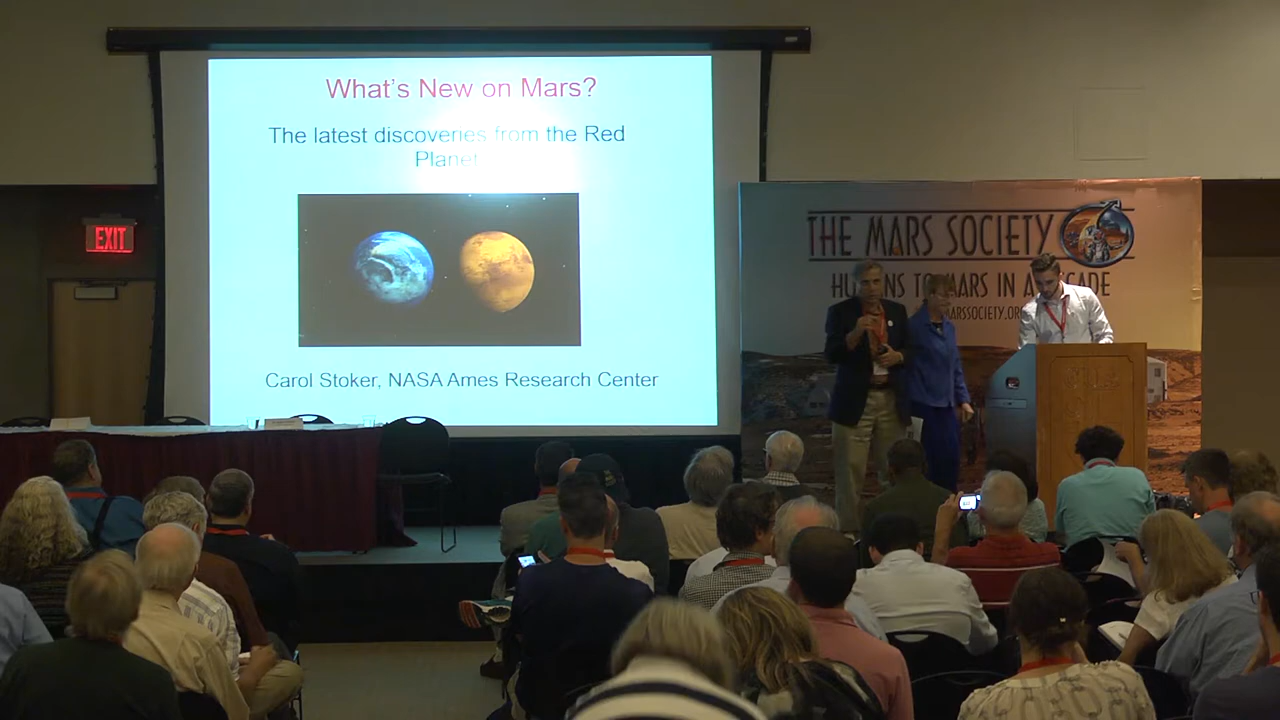 What's New on Mars?
The latest discoveries from the Red
Planet
Carol Stoker, NASA Ames Research Center
EXIT
THE MARS SOCIETY
HUMANS TO MARS IN A DECADE
MARSSOCIETY.OR